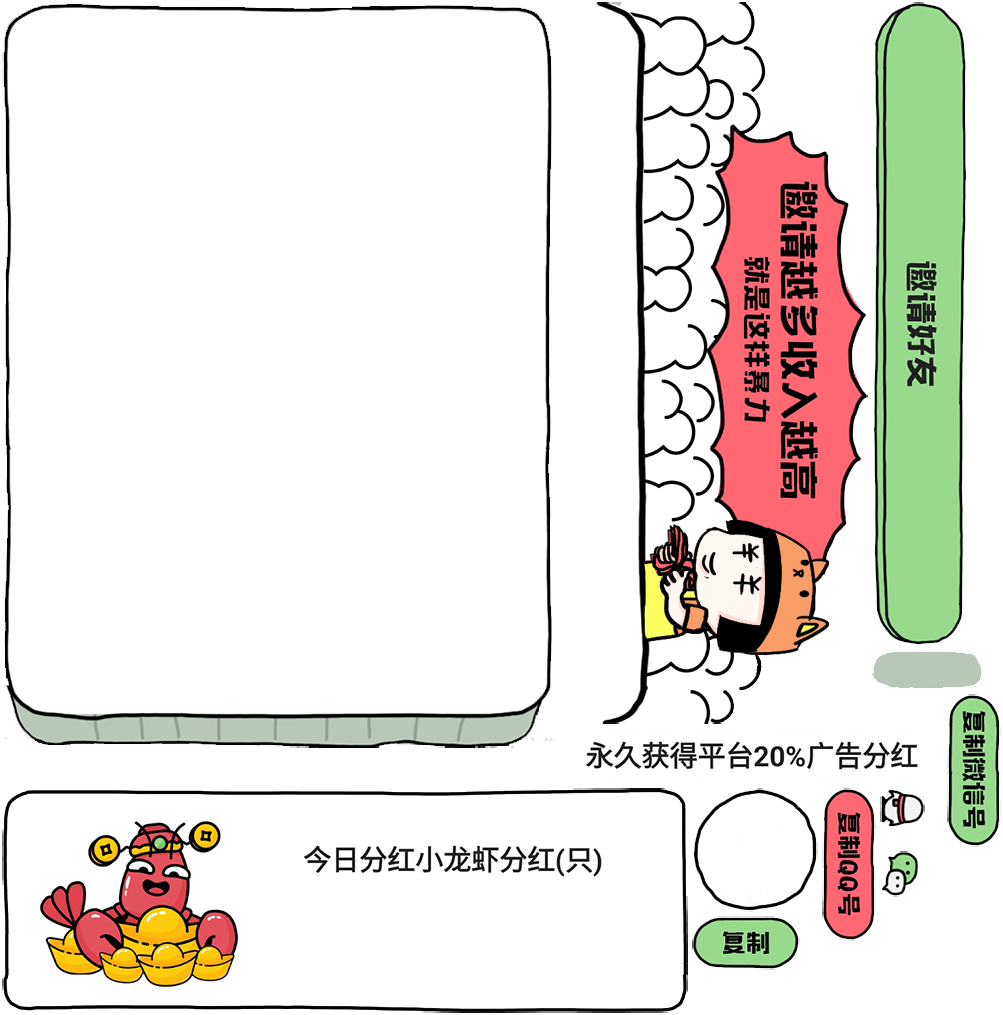 邀请越多收入越高
就是这样暴力
邀请好友
永久获得平台20%广告分红
复制微信号
今日分红小龙虾分红(只)
复制QQ号
复制